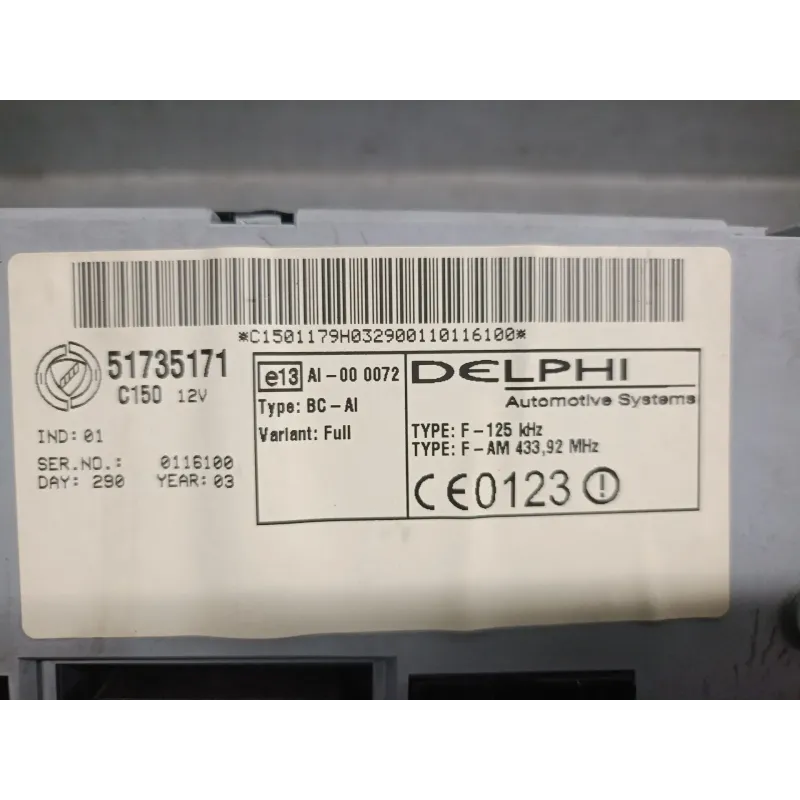 *C1501179H032900110116100*
51735171
C150 12V
IND: 01
SER.NO.: 0116100
DAY: 290 YEAR: 03
e13 AI-00 0072
Type: BC-AI
Variant: Full
DELPHI
Automotive Systems
TYPE: F-125 kHz
TYPE: F-AM 433,92 MHz
CE0123